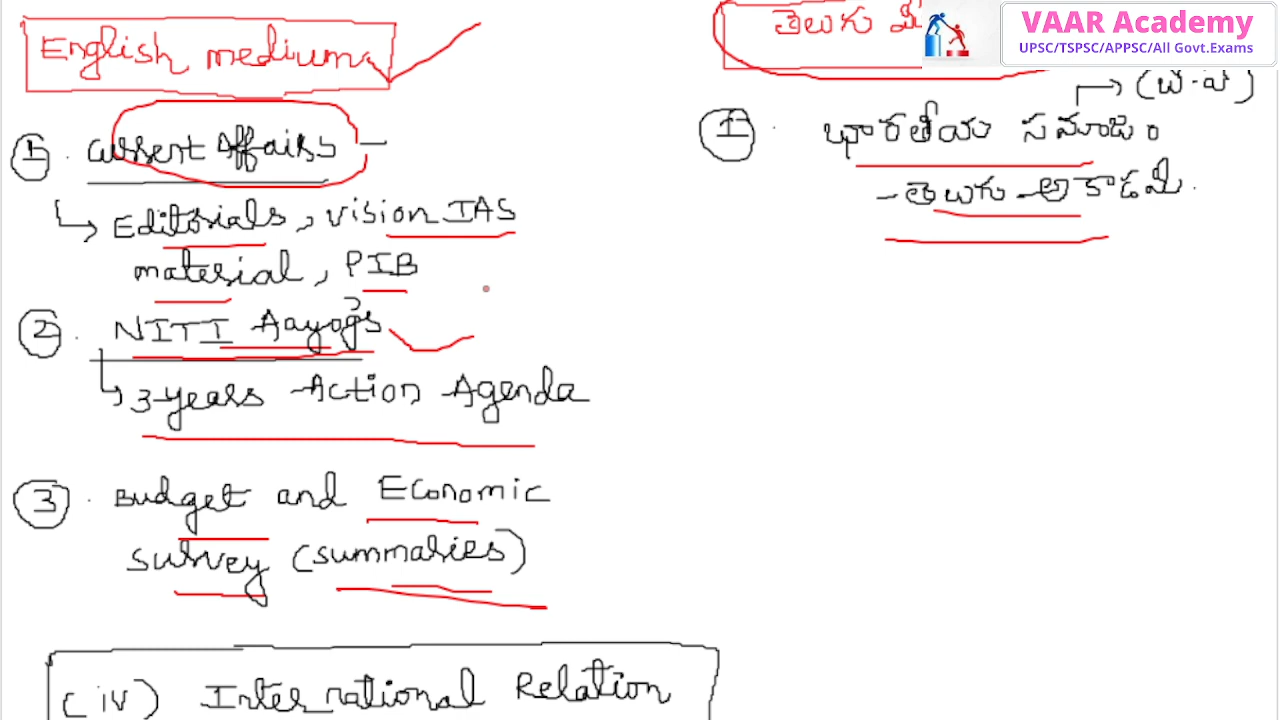 English medium
① Current Affairs -
Editorials, Vision IAS
material, PIB
② NITI Aayog's
3-years Action Agenda
③ Budget and Economic
survey (summaries)
(iv) International Relation
తెలుగు మీ
① భారతీయ సమాజం
- తెలుగు అకాడమి.
VAAR Academy
UPSC/TSPSC/APPSC/All Govt.Exams